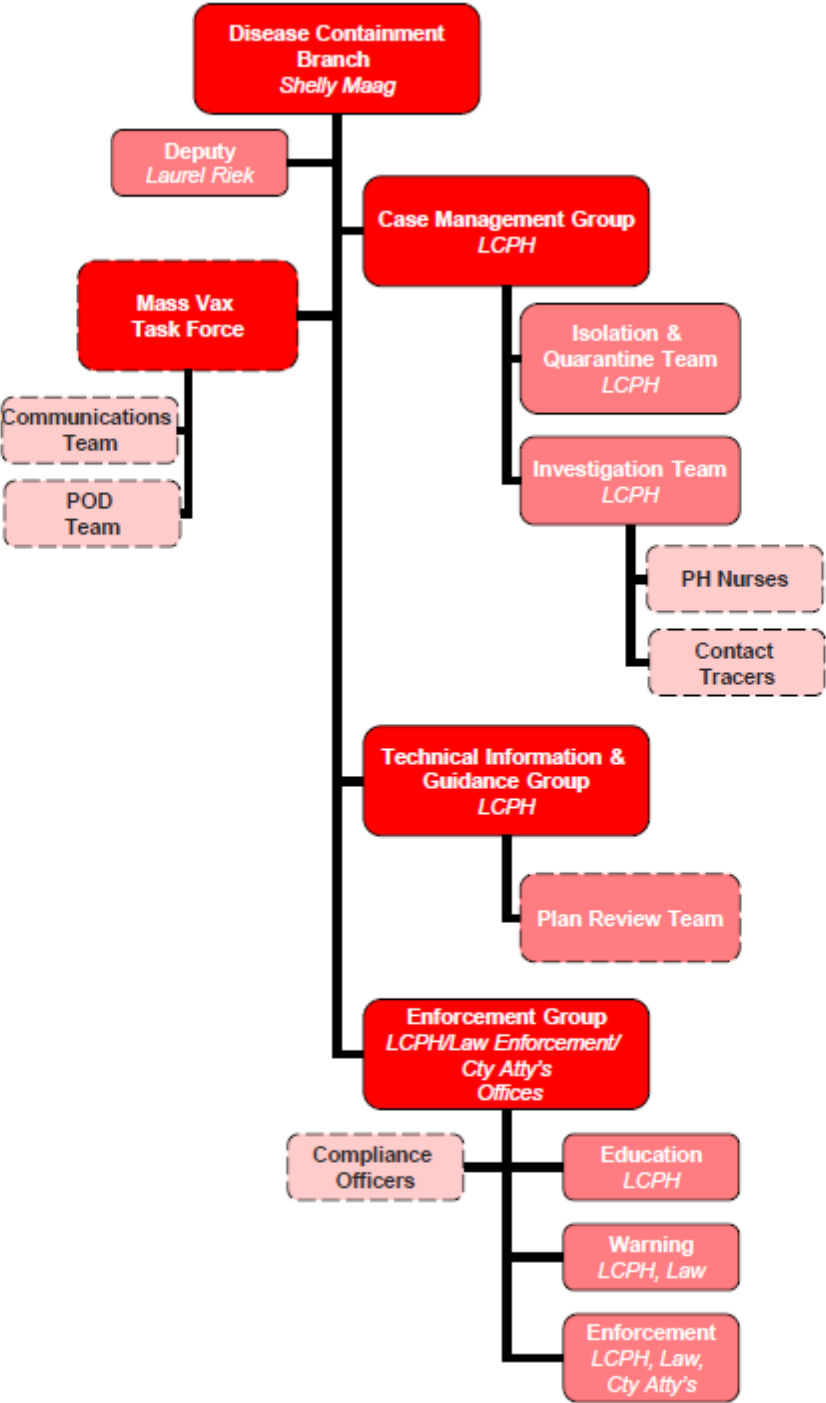 Disease Containment
Branch
Shelly Maag
Deputy
Laurel Riek
Case Management Group
LCPH
Mass Vax
Task Force
Isolation &
Quarantine Team
LCPH
Communications
Team
Investigation Team
LCPH
POD
Team
PH Nurses
Contact
Tracers
Technical Information &
Guidance Group
LCPH
Plan Review Team
Enforcement Group
LCPH/Law Enforcement/
Cty Atty's
Offices
Compliance
Officers
Education
LCPH
Warning
LCPH, Law
Enforcement
LCPH, Law,
Cty Atty's